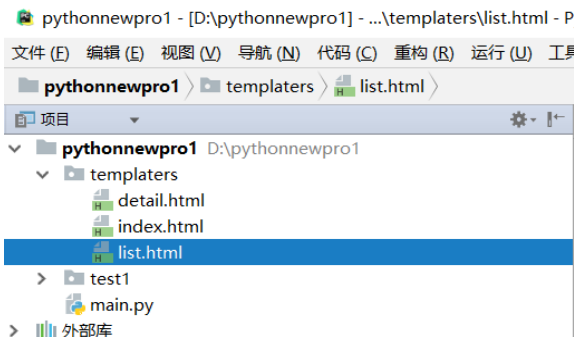 pythonnewpro1 - [D:\pythonnewpro1] - ...\templaters\list.html - P
文件 (F) 编辑 (E) 视图 (V) 导航 (N) 代码 (C) 重构 (R) 运行 (U) 工具
pythonnewpro1 templaters list.html
项目
pythonnewpro1 D:\pythonnewpro1
templaters
detail.html
index.html
list.html
test1
main.py
外部库